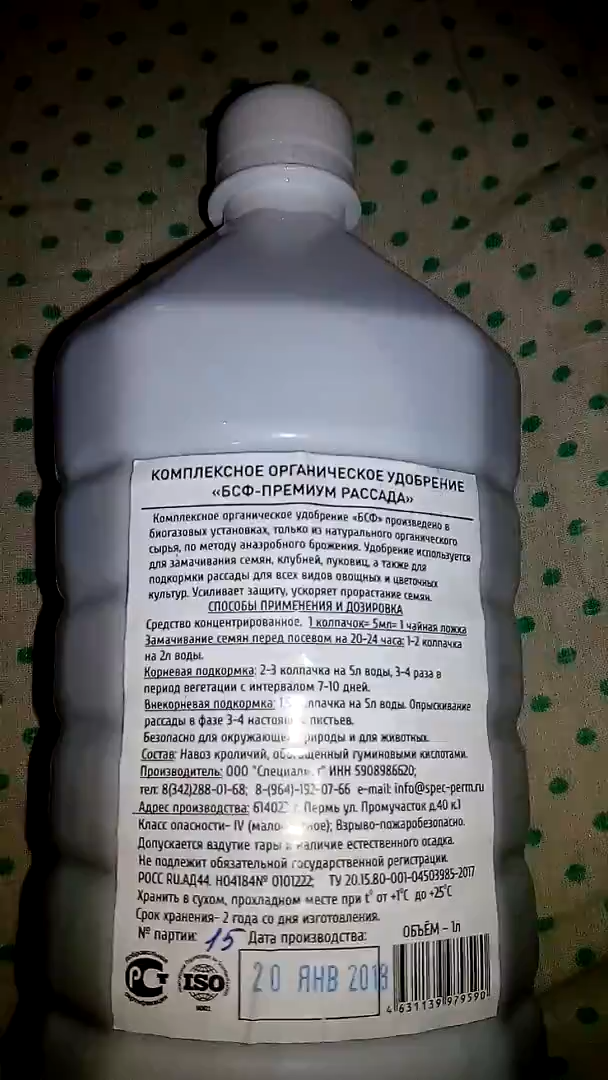 КОМПЛЕКСНОЕ ОРГАНИЧЕСКОЕ УДОБРЕНИЕ
«БСФ-ПРЕМИУМ РАССАДА»
Комплексное органическое удобрение «БСФ» произведено в
биогазовых установках, только из натурального органического
сырья, по методу анаэробного брожения. Удобрение используется
для замачивания семян, клубней, луковиц, а также для
подкормки рассады для всех видов овощных и цветочных
культур. Усиливает защиту, ускоряет прорастание семян.
СПОСОБЫ ПРИМЕНЕНИЯ И ДОЗИРОВКА
Средство концентрированное. 1 колпачок= 5мл= 1 чайная ложка
Замачивание семян перед посевом на 20-24 часа: 1-2 колпачка
на 2л воды.
Корневая подкормка: 2-3 колпачка на 5л воды, 3-4 раза в
период вегетации с интервалом 7-10 дней.
Внекорневая подкормка: на 5л воды. Опрыскивание
рассады в фазе 3-4 листьев.
Безопасно для и для животных.
Состав: Навоз кроличий, гуминовыми кислотами.
Производитель: ООО ИНН 5908986620;
тел: 8(342)288-01-68; 8-(964)-192-07-66 e-mail: info@spec-perm.ru
Адрес производства: г. Пермь ул. Промучасток д.40 к.1
Класс опасности- IV Взрыво-пожаробезопасно.
Допускается вздутие тары и наличие естественного осадка.
Не подлежит обязательной государственной регистрации.
РОСС RU.АД44. НО4184№ 0101222; ТУ 20.15.80-001-04503985-2017
Хранить в сухом, прохладном месте при t° от +1°С до +25°С
Срок хранения- 2 года со дня изготовления.
№ партии: 15 Дата производства: ОБЪЁМ - 1л
20 ЯНВ 2018
4 631139 979590
ISO